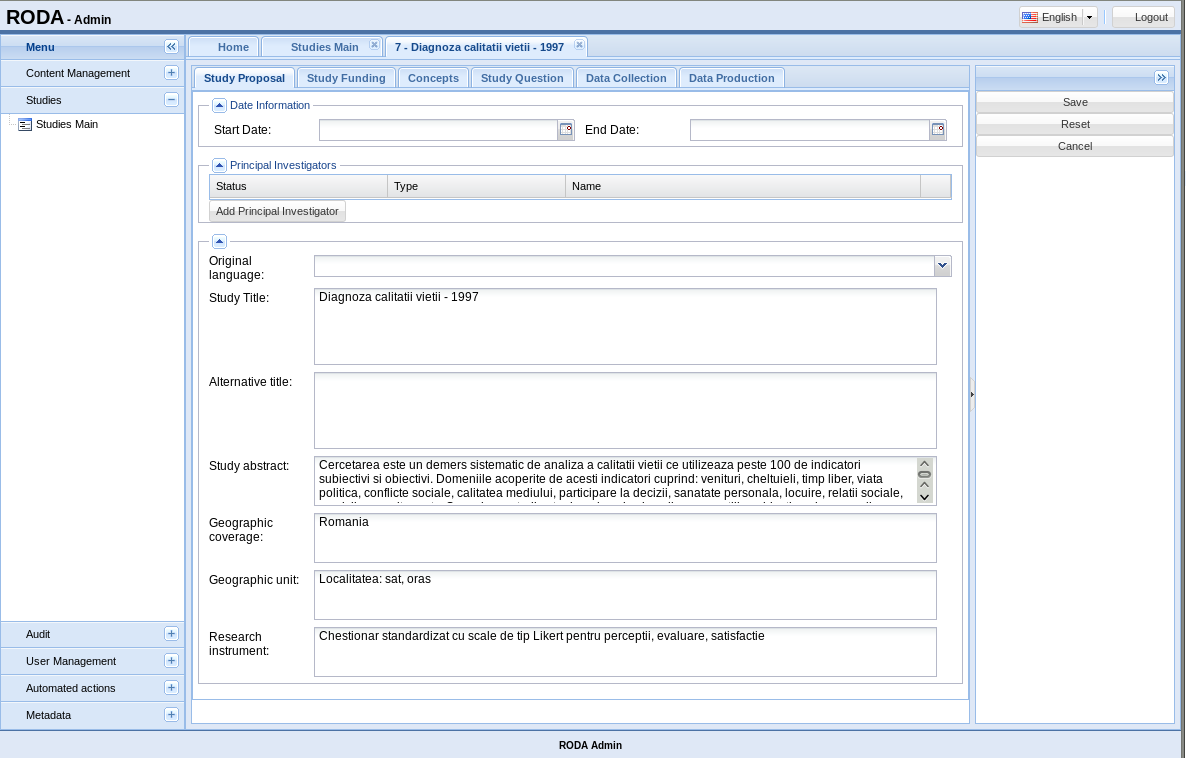 RODA - Admin
English
Logout
Menu
Content Management
Studies
Studies Main
Audit
User Management
Automated actions
Metadata
Home
Studies Main
7 - Diagnoza calitatii vietii - 1997
Study Proposal
Study Funding
Concepts
Study Question
Data Collection
Data Production
Date Information
Start Date:
End Date:
Principal Investigators
Status
Type
Name
Add Principal Investigator
Original
language:
Study Title:
Diagnoza calitatii vietii - 1997
Alternative title:
Study abstract:
Cercetarea este un demers sistematic de analiza a calitatii vietii ce utilizeaza peste 100 de indicatori
subiectivi si obiectivi. Domeniile acoperite de acesti indicatori cuprind: venituri, cheltuieli, timp liber, viata
politica, conflicte sociale, calitatea mediului, participare la decizii, sanatate personala, locuire, relatii sociale,
Geographic
coverage:
Romania
Geographic unit:
Localitatea: sat, oras
Research
instrument:
Chestionar standardizat cu scale de tip Likert pentru perceptii, evaluare, satisfactie
Save
Reset
Cancel
RODA Admin